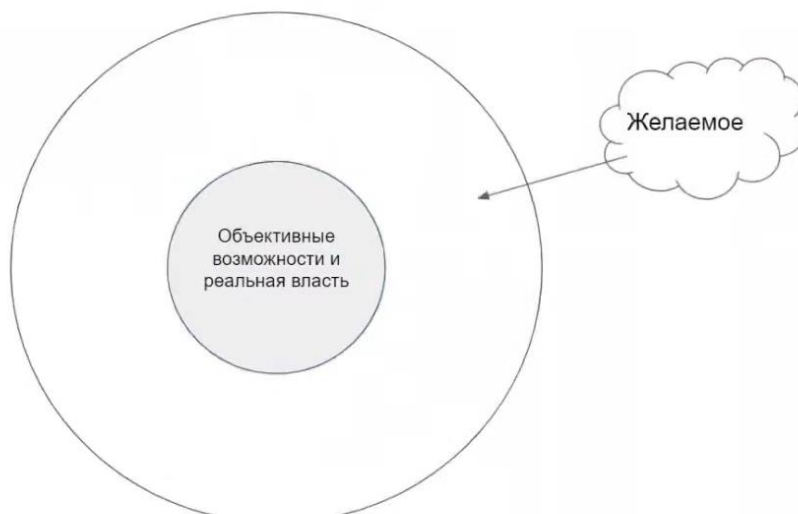 Желаемое
Объективные
возможности и
реальная власть